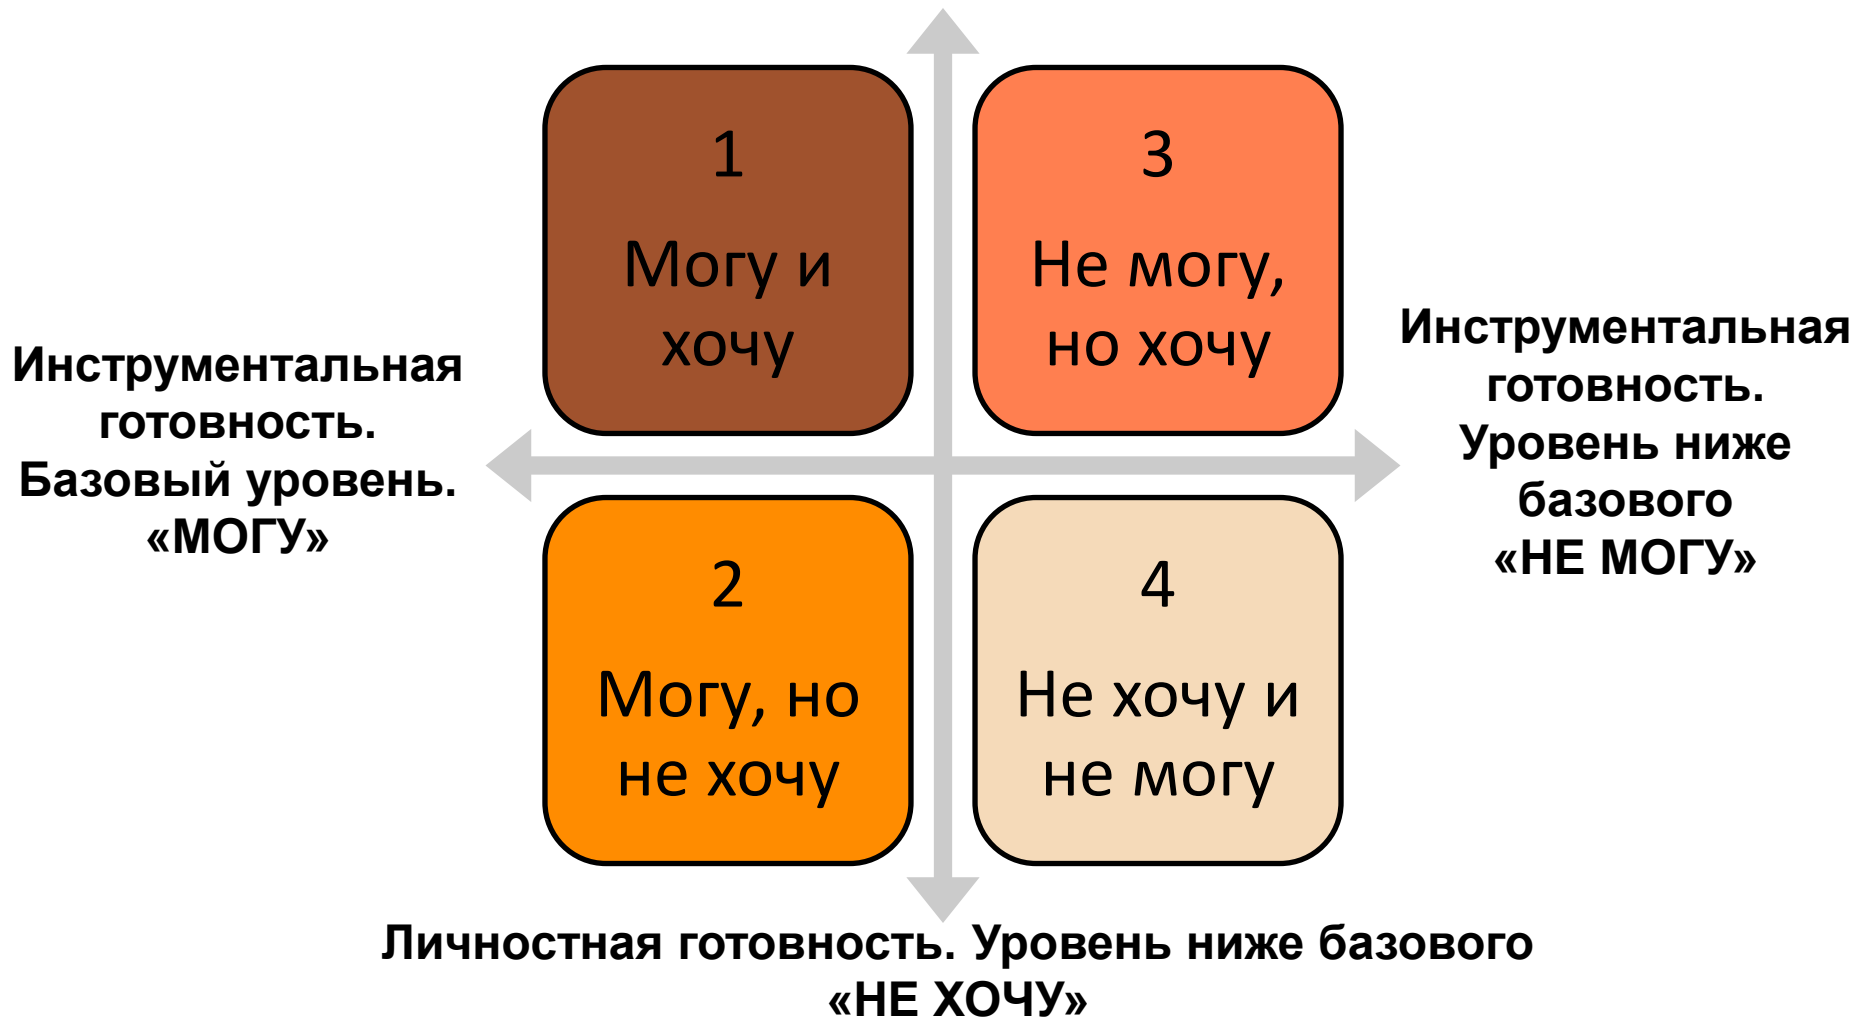 1
Могу и
хочу
3
Не могу,
но хочу
Инструментальная
готовность.
Базовый уровень.
«МОГУ»
Инструментальная
готовность.
Уровень ниже
базового
«НЕ МОГУ»
2
Могу, но
не хочу
4
Не хочу и
не могу
Личностная готовность. Уровень ниже базового
«НЕ ХОЧУ»